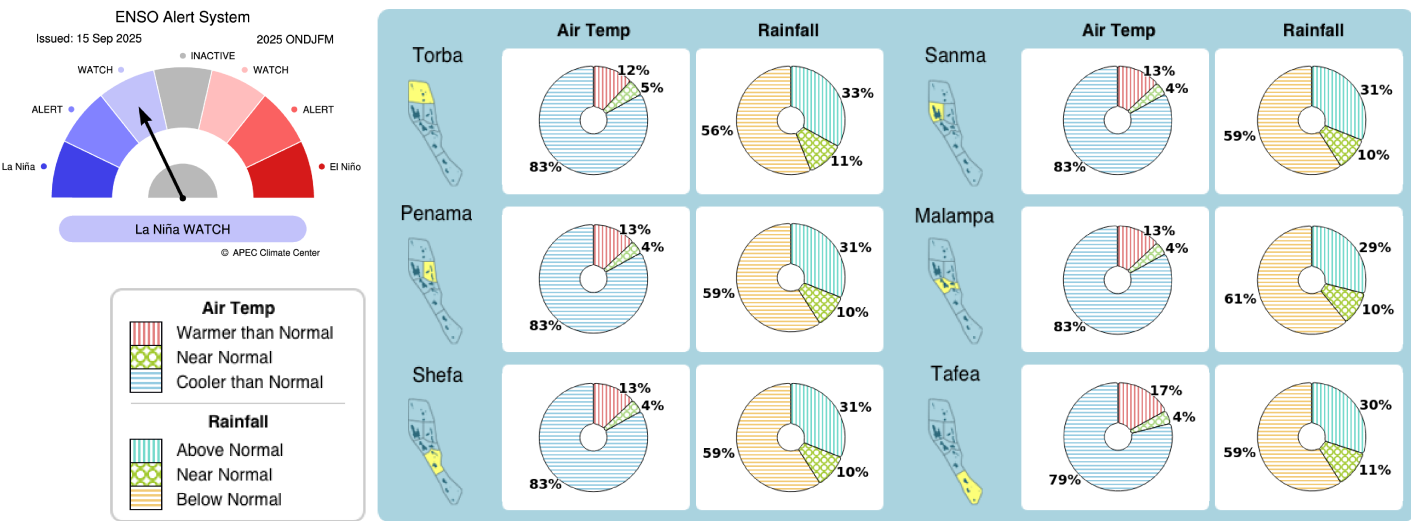 ENSO Alert System
Issued: 15 Sep 2025
2025 ONDJFM
INACTIVE
WATCH
WATCH
ALERT
ALERT
La Niña
El Niño
La Niña WATCH
© APEC Climate Center
Air Temp
Warmer than Normal
Near Normal
Cooler than Normal
Rainfall
Above Normal
Near Normal
Below Normal
Air Temp
Rainfall
Air Temp
Rainfall
Torba
12%
5%
83%
33%
11%
56%
Sanma
13%
4%
83%
31%
10%
59%
Penama
13%
4%
83%
31%
10%
59%
Malampa
13%
4%
83%
29%
10%
61%
Shefa
13%
4%
83%
31%
10%
59%
Tafea
17%
4%
79%
30%
11%
59%